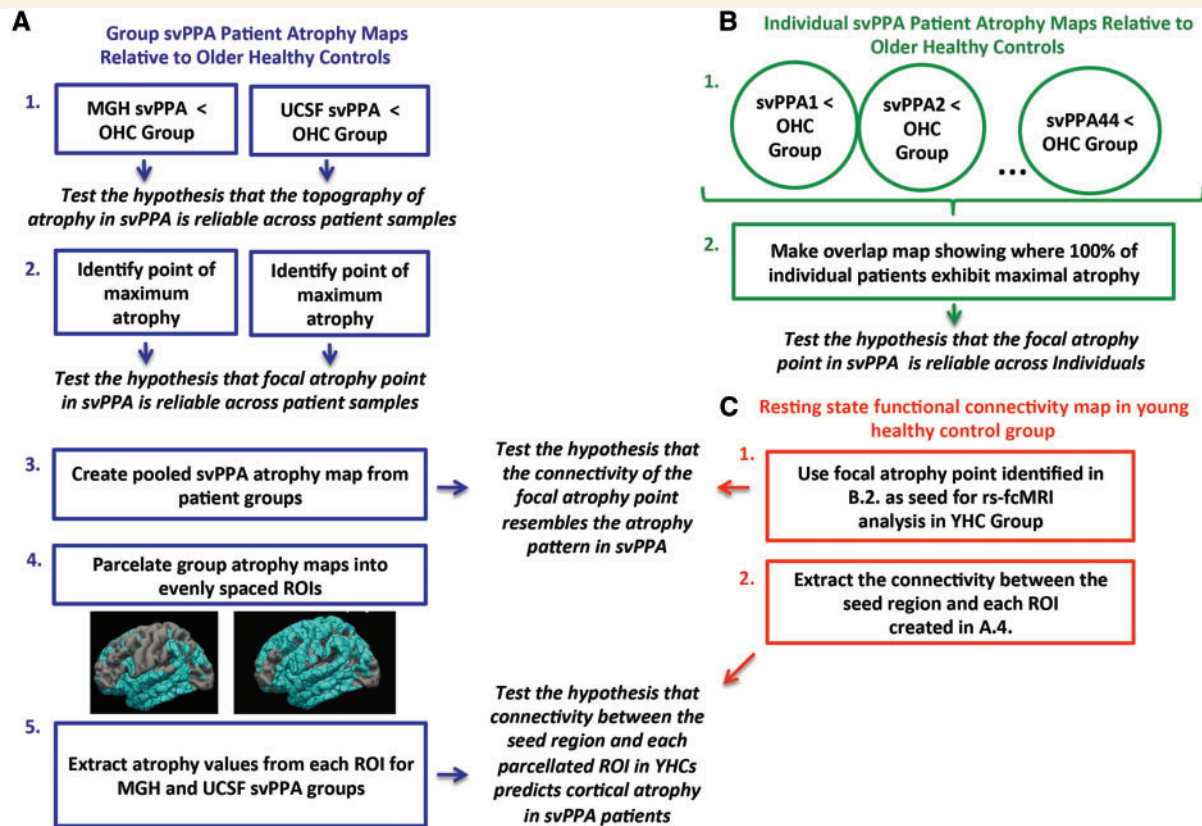 A
Group svPPA Patient Atrophy Maps
Relative to Older Healthy Controls
1.
MGH svPPA <
OHC Group
UCSF svPPA <
OHC Group
Test the hypothesis that the topography of
atrophy in svPPA is reliable across patient samples
2.
Identify point of
maximum
atrophy
Identify point of
maximum
atrophy
Test the hypothesis that focal atrophy point
in svPPA is reliable across patient samples
3.
Create pooled svPPA atrophy map from
patient groups
4.
Parcelate group atrophy maps into
evenly spaced ROIs
5.
Extract atrophy values from each ROI for
MGH and UCSF svPPA groups
Test the hypothesis that
the connectivity of the
focal atrophy point
resembles the atrophy
pattern in svPPA
Test the hypothesis that
connectivity between the
seed region and each
parcellated ROI in YHCs
predicts cortical atrophy
in svPPA patients
B
Individual svPPA Patient Atrophy Maps Relative to
Older Healthy Controls
1.
svPPA1 <
OHC
Group
svPPA2 <
OHC
Group
...
svPPA44 <
OHC Group
2.
Make overlap map showing where 100% of
individual patients exhibit maximal atrophy
Test the hypothesis that the focal atrophy
point in svPPA is reliable across Individuals
C
Resting state functional connectivity map in young
healthy control group
1.
Use focal atrophy point identified in
B.2. as seed for rs-fcMRI
analysis in YHC Group
2.
Extract the connectivity between the
seed region and each ROI
created in A.4.